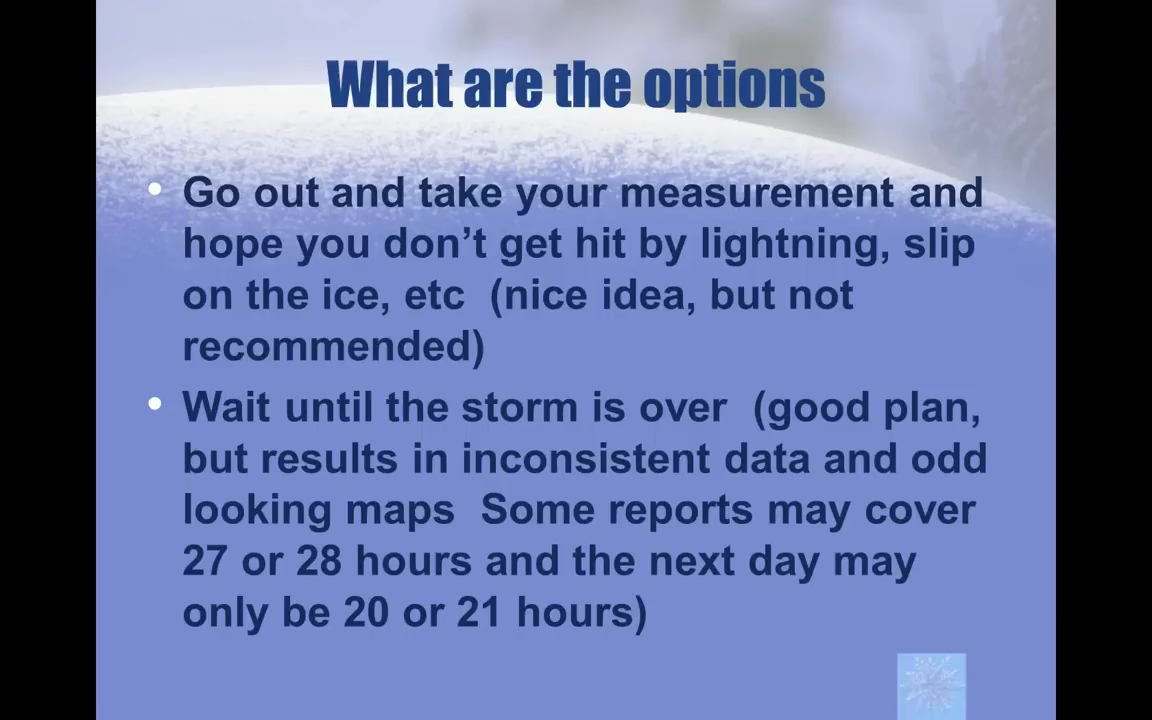 What are the options
• Go out and take your measurement and
hope you don’t get hit by lightning, slip
on the ice, etc  (nice idea, but not
recommended)
• Wait until the storm is over  (good plan,
but results in inconsistent data and odd
looking maps  Some reports may cover
27 or 28 hours and the next day may
only be 20 or 21 hours)